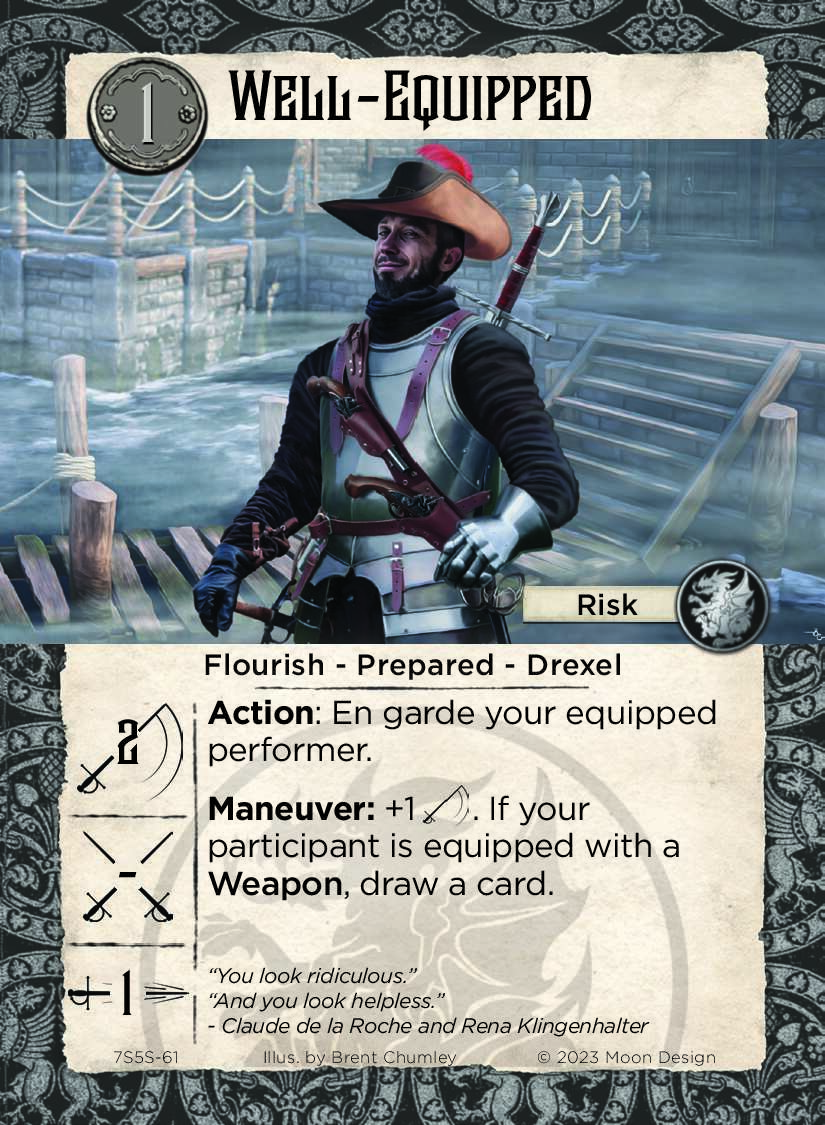 1
Well-Equipped
Risk
Flourish - Prepared - Drexel
2
Action: En garde your equipped
performer.
Maneuver: +1 . If your
participant is equipped with a
Weapon, draw a card.
-
1
"You look ridiculous."
"And you look helpless."
- Claude de la Roche and Rena Klingenhalter
7S5S-61 Illus. by Brent Chumley © 2023 Moon Design